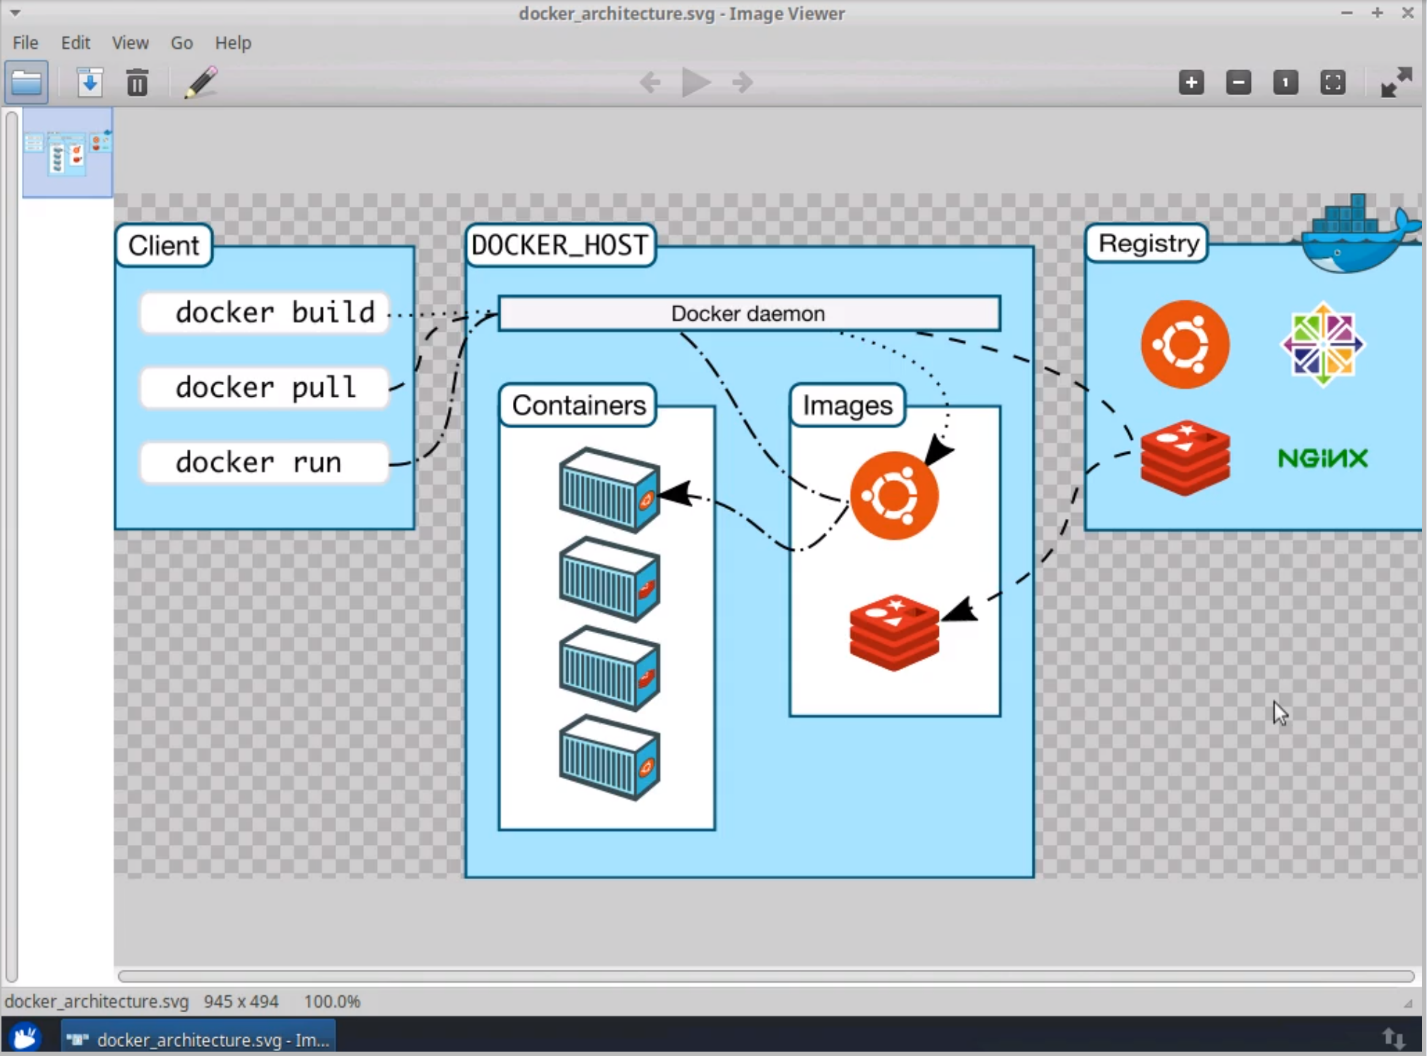 docker_architecture.svg - Image Viewer
File Edit View Go Help
1
Client
DOCKER_HOST
Registry
docker build
Docker daemon
docker pull
Containers
Images
docker run
NGiNX
docker_architecture.svg 945 x 494 100.0%
docker_architecture.svg - Im...